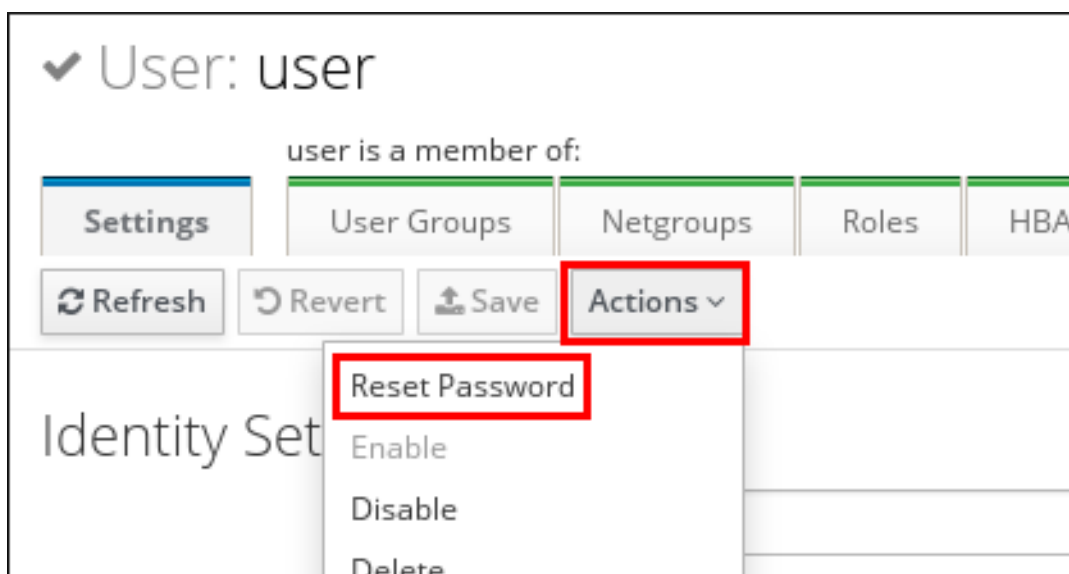 User: user
user is a member of:
Settings User Groups Netgroups Roles HBA
Refresh Revert Save Actions
Reset Password
Identity Set
Enable
Disable
Delete